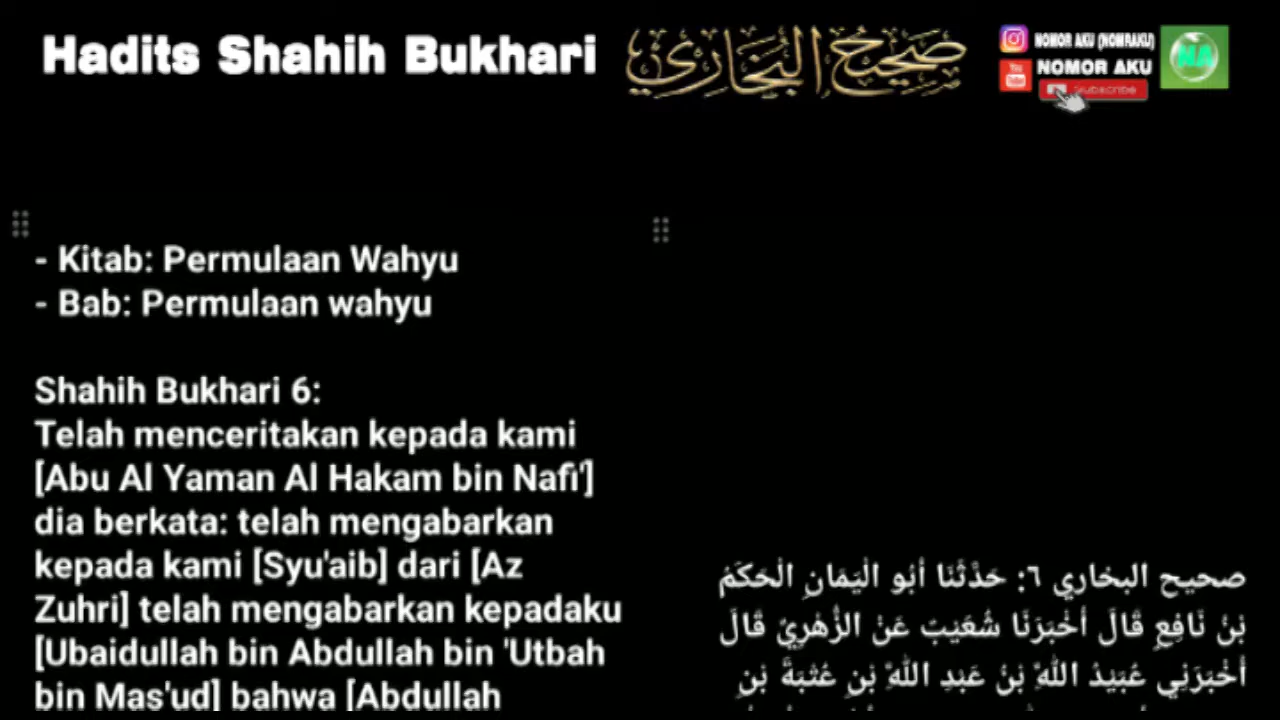 Hadits Shahih Bukhari
صحيح البخاري
NOMOR AKU (NOMRAKU)
NOMOR AKU
Subscribe
NA
- Kitab: Permulaan Wahyu
- Bab: Permulaan wahyu
Shahih Bukhari 6:
Telah menceritakan kepada kami
[Abu Al Yaman Al Hakam bin Nafi']
dia berkata: telah mengabarkan
kepada kami [Syu'aib] dari [Az
Zuhri] telah mengabarkan kepadaku
[Ubaidullah bin Abdullah bin 'Utbah
bin Mas'ud] bahwa [Abdullah
صحيح البخاري ٦: حَدَّثَنَا أَبُو الْيَمَانِ الْحَكَمُ
بْنُ نَافِعٍ قَالَ أَخْبَرَنَا شُعَيْبٌ عَنْ الزُّهْرِيِّ قَالَ
أَخْبَرَنِي عُبَيْدُ اللَّهِ بْنُ عَبْدِ اللَّهِ بْنِ عُتْبَةَ بْنِ